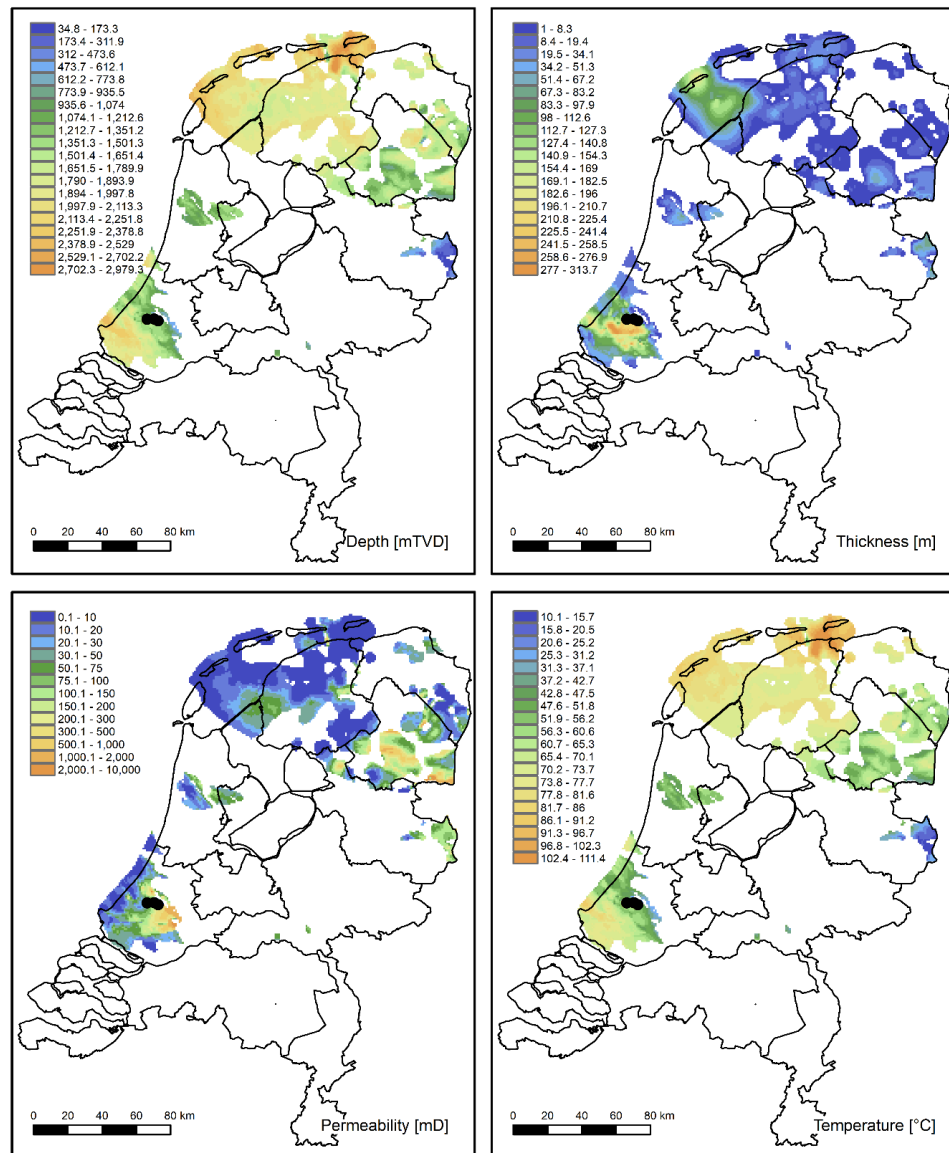 34.8 - 173.3
173.4 - 311.9
312 - 473.6
473.7 - 612.1
612.2 - 773.8
773.9 - 935.5
935.6 - 1,074
1,074.1 - 1,212.6
1,212.7 - 1,351.2
1,351.3 - 1,501.3
1,501.4 - 1,651.4
1,651.5 - 1,789.9
1,790 - 1,893.9
1,894 - 1,997.8
1,997.9 - 2,113.3
2,113.4 - 2,251.8
2,251.9 - 2,378.8
2,378.9 - 2,529
2,529.1 - 2,702.2
2,702.3 - 2,979.3
0 20 40 80 km
Depth [mTVD]
1 - 8.3
8.4 - 19.4
19.5 - 34.1
34.2 - 51.3
51.4 - 67.2
67.3 - 83.2
83.3 - 97.9
98 - 112.6
112.7 - 127.3
127.4 - 140.8
140.9 - 154.3
154.4 - 169
169.1 - 182.5
182.6 - 196
196.1 - 210.7
210.8 - 225.4
225.5 - 241.4
241.5 - 258.5
258.6 - 276.9
277 - 313.7
0 20 40 80 km
Thickness [m]
0.1 - 10
10.1 - 20
20.1 - 30
30.1 - 50
50.1 - 75
75.1 - 100
100.1 - 150
150.1 - 200
200.1 - 300
300.1 - 500
500.1 - 1,000
1,000.1 - 2,000
2,000.1 - 10,000
0 20 40 80 km
Permeability [mD]
10.1 - 15.7
15.8 - 20.5
20.6 - 25.2
25.3 - 31.2
31.3 - 37.1
37.2 - 42.7
42.8 - 47.5
47.6 - 51.8
51.9 - 56.2
56.3 - 60.6
60.7 - 65.3
65.4 - 70.1
70.2 - 73.7
73.8 - 77.7
77.8 - 81.6
81.7 - 86
86.1 - 91.2
91.3 - 96.7
96.8 - 102.3
102.4 - 111.4
0 20 40 80 km
Temperature [°C]